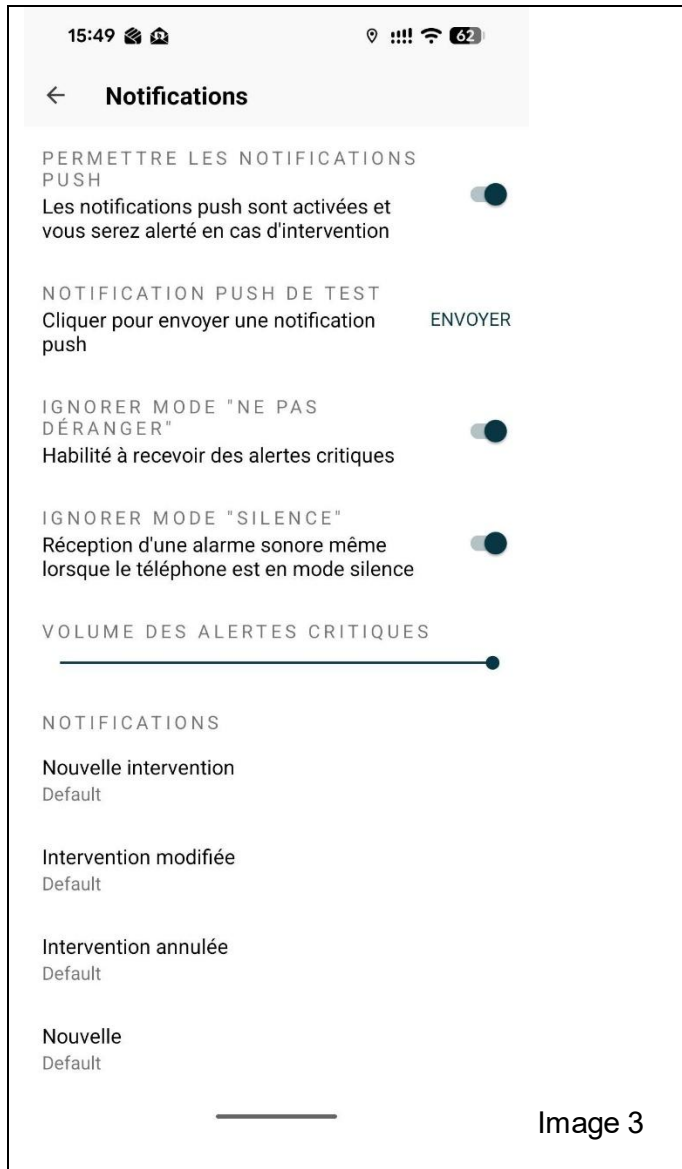 15:49 62
Notifications
PERMETTRE LES NOTIFICATIONS
PUSH
Les notifications push sont activées et
vous serez alerté en cas d'intervention
NOTIFICATION PUSH DE TEST
Cliquer pour envoyer une notification
push
ENVOYER
IGNORER MODE "NE PAS
DÉRANGER"
Habilité à recevoir des alertes critiques
IGNORER MODE "SILENCE"
Réception d'une alarme sonore même
lorsque le téléphone est en mode silence
VOLUME DES ALERTES CRITIQUES
NOTIFICATIONS
Nouvelle intervention
Default
Intervention modifiée
Default
Intervention annulée
Default
Nouvelle
Default
Image 3